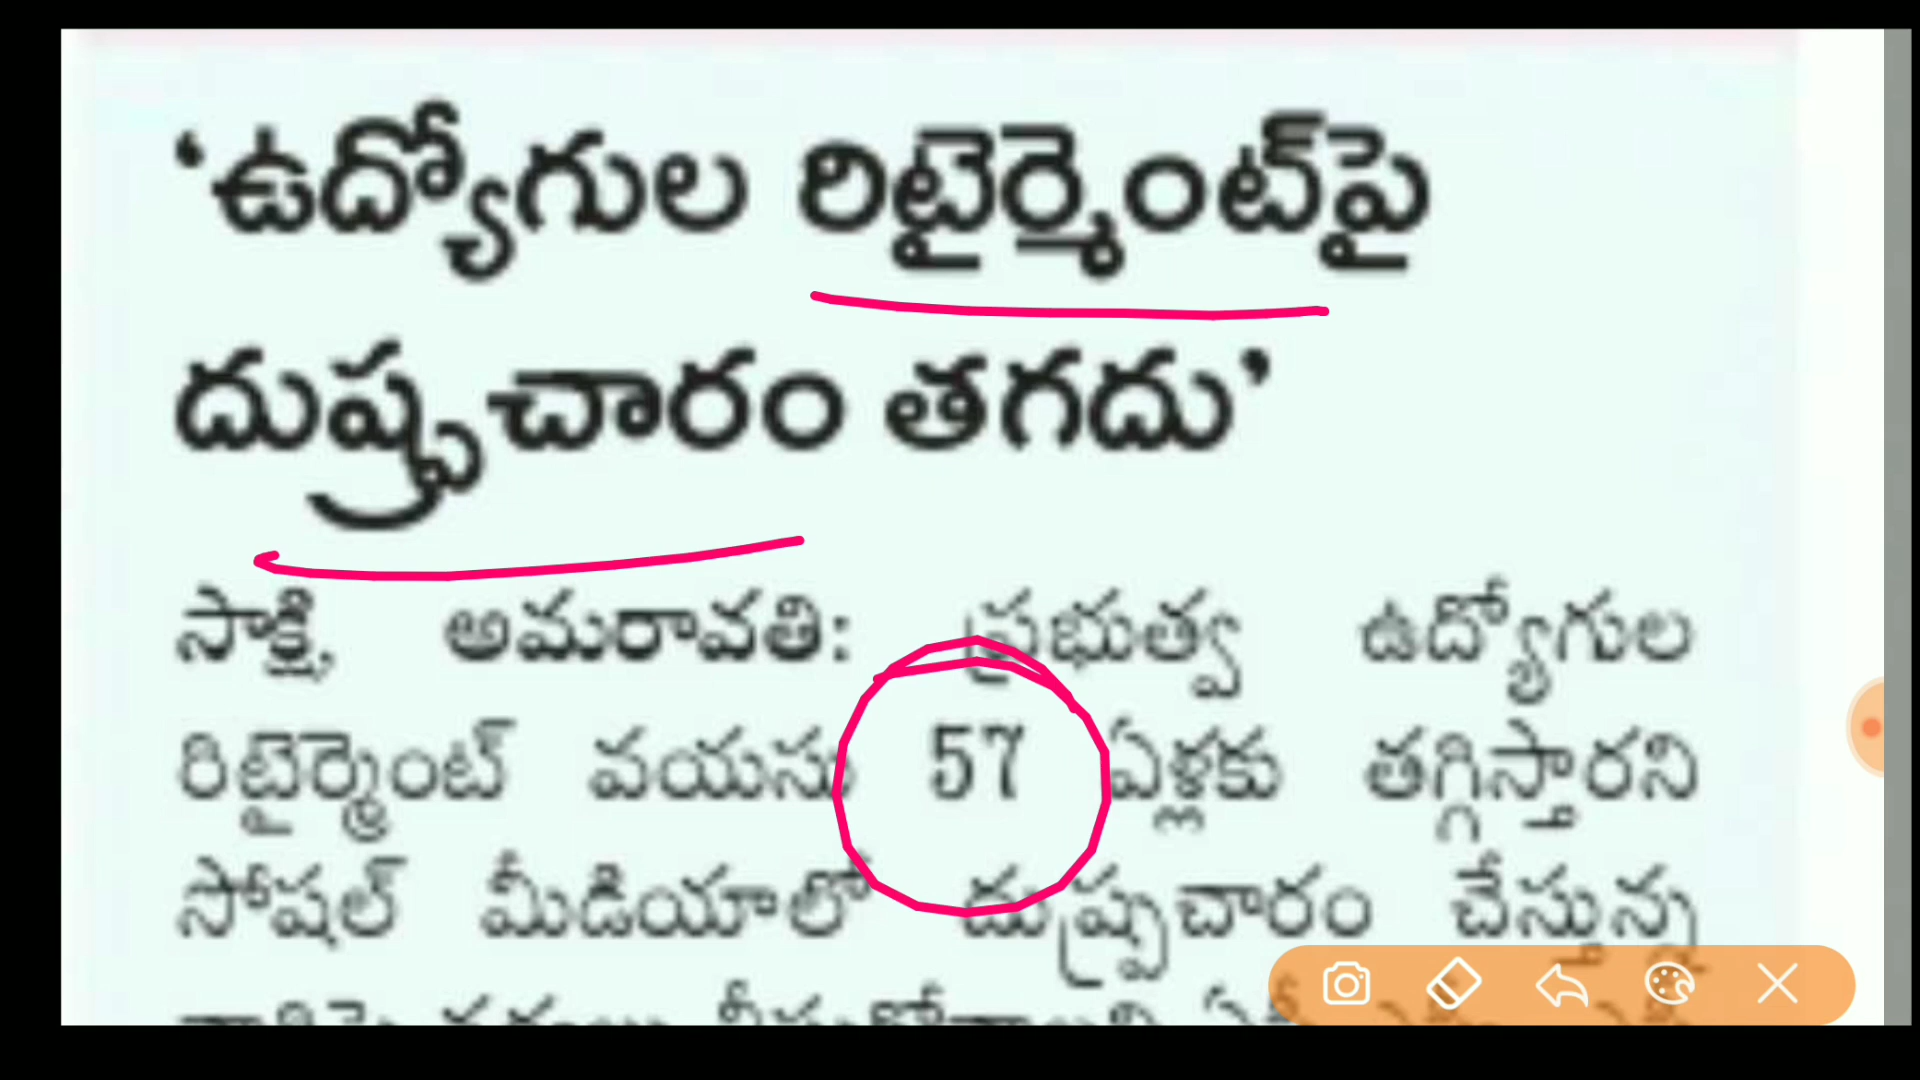 ‘ఉద్యోగుల రిటైర్మెంట్‌పై
దుష్ప్రచారం తగదు’
సాక్షి, అమరావతి: ప్రభుత్వ ఉద్యోగుల
రిటైర్మెంట్ వయసు 57 ఏళ్లకు తగ్గిస్తారని
సోషల్ మీడియాలో దుష్ప్రచారం చేస్తున్న